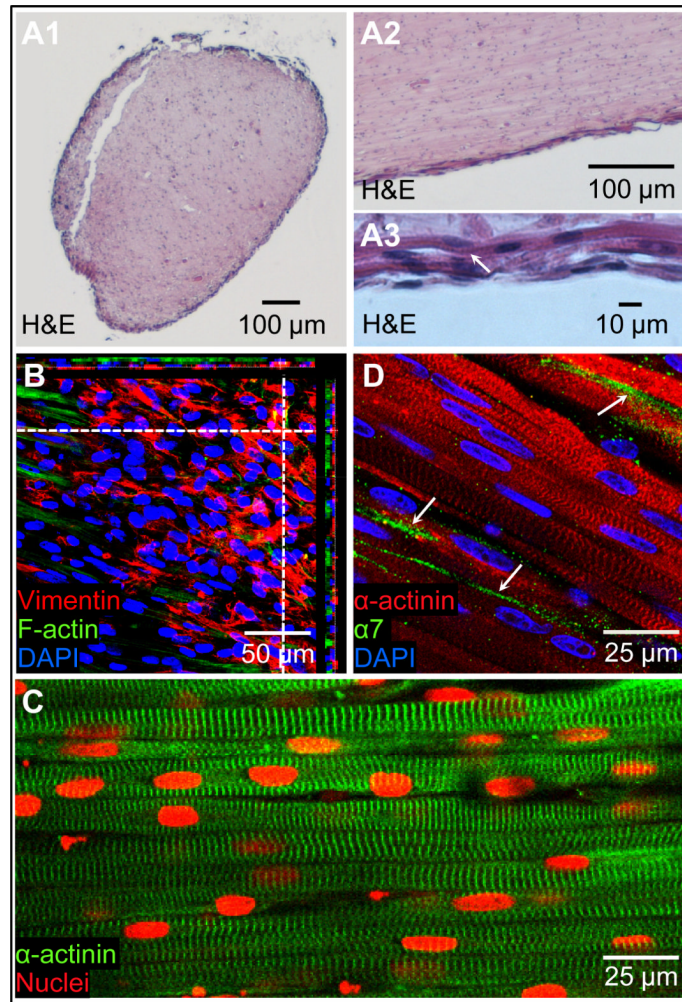 A1
H&E
100 µm
A2
H&E
100 µm
A3
H&E
10 µm
B
Vimentin
F-actin
DAPI
50 µm
D
α-actinin
α7
DAPI
25 µm
C
α-actinin
Nuclei
25 µm